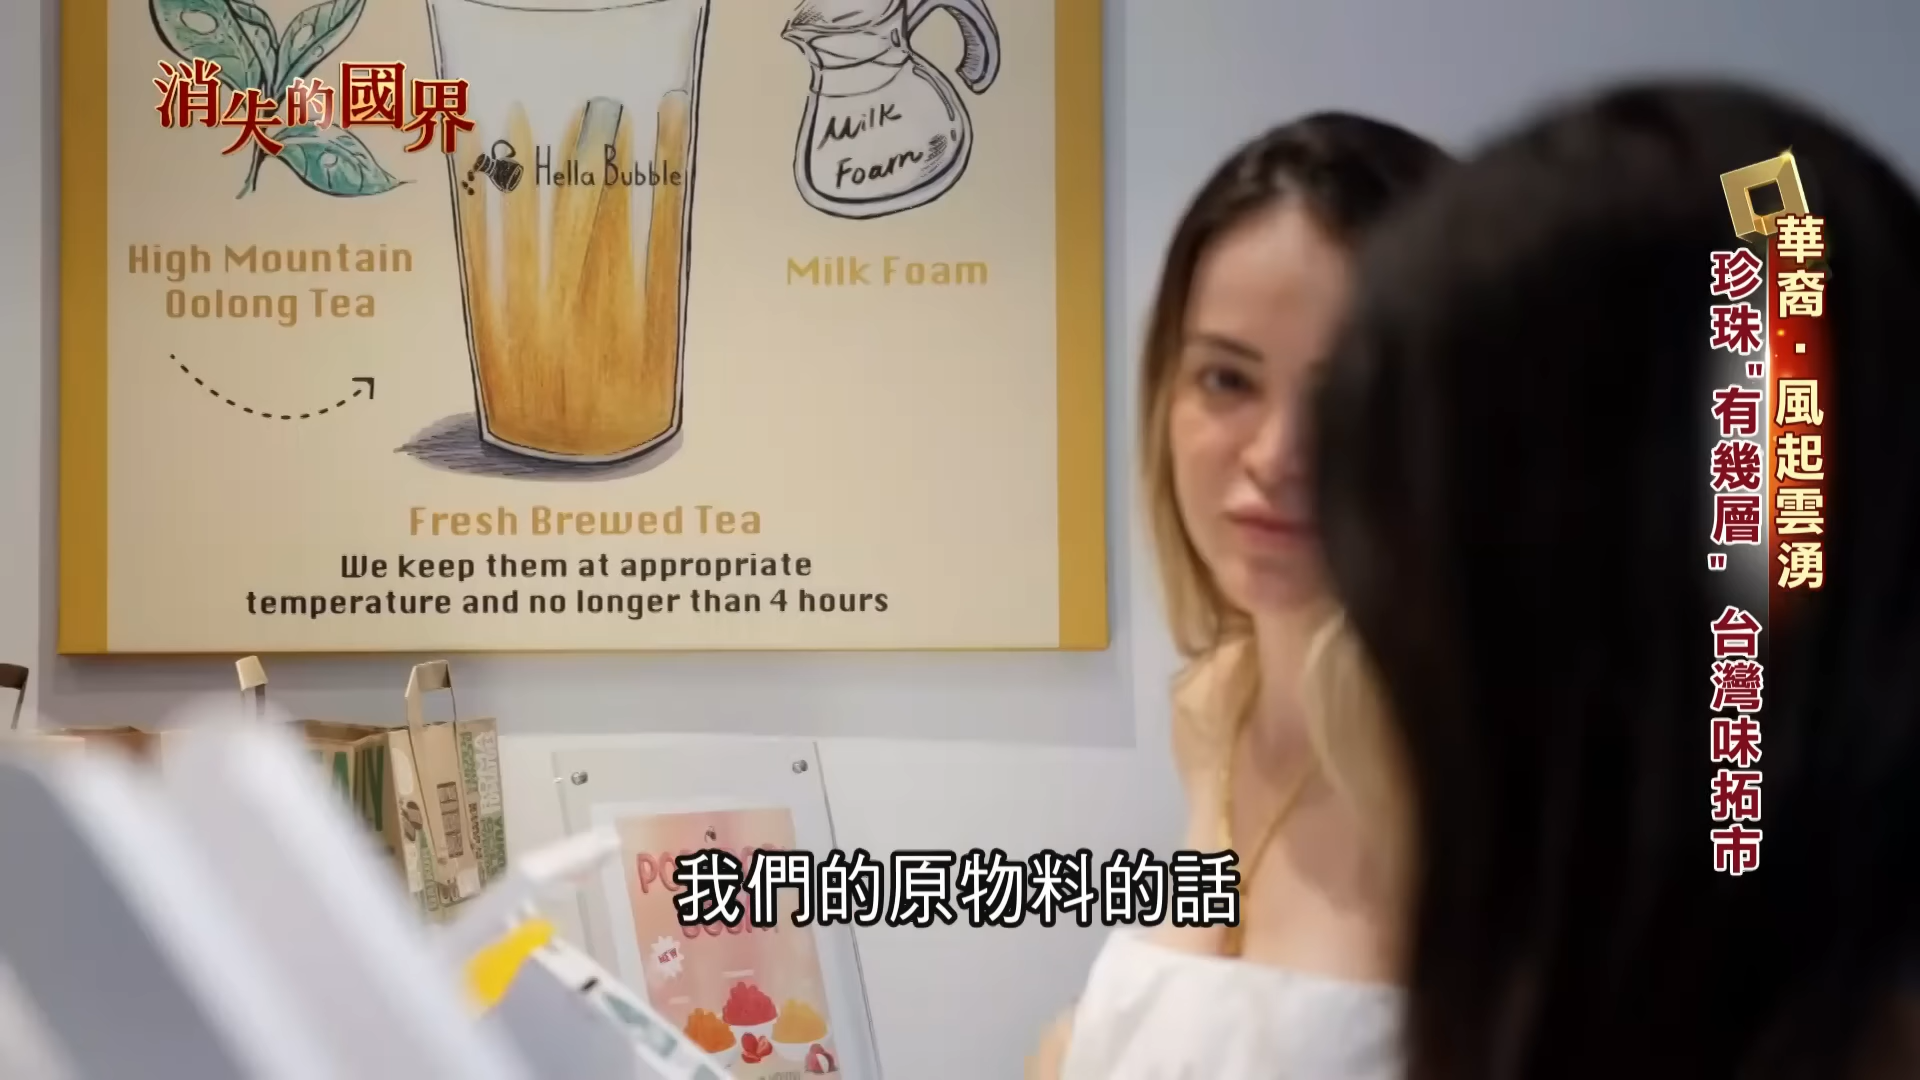 消失的國界
Milk
Foam
Hella Bubble
High Mountain
Oolong Tea
Milk Foam
Fresh Brewed Tea
We keep them at appropriate
temperature and no longer than 4 hours
華裔．風起雲湧
珍珠"有幾層" 台灣味拓市
NEW
我們的原物料的話